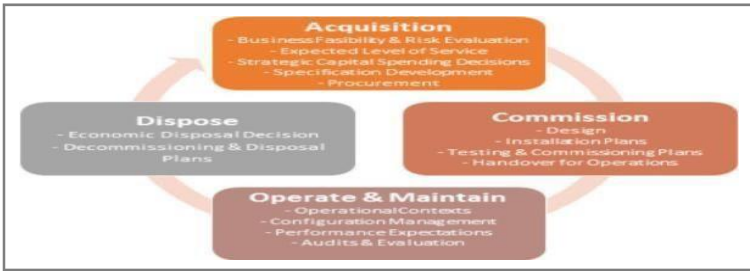 Acquisition
- Business Fasibility & Risk Evaluation
- Expected Level of Service
- Strategic Capital Spending Decisions
- Specification Development
- Procurement
Commission
- Design
- Installation Plans
- Testing & Commissioning Plans
- Handover for Operations
Operate & Maintain
- Operational Contexts
- Configuration Management
- Performance Expectations
- Audits & Evaluation
Dispose
- Economic Disposal Decision
- Decommissioning & Disposal
Plans